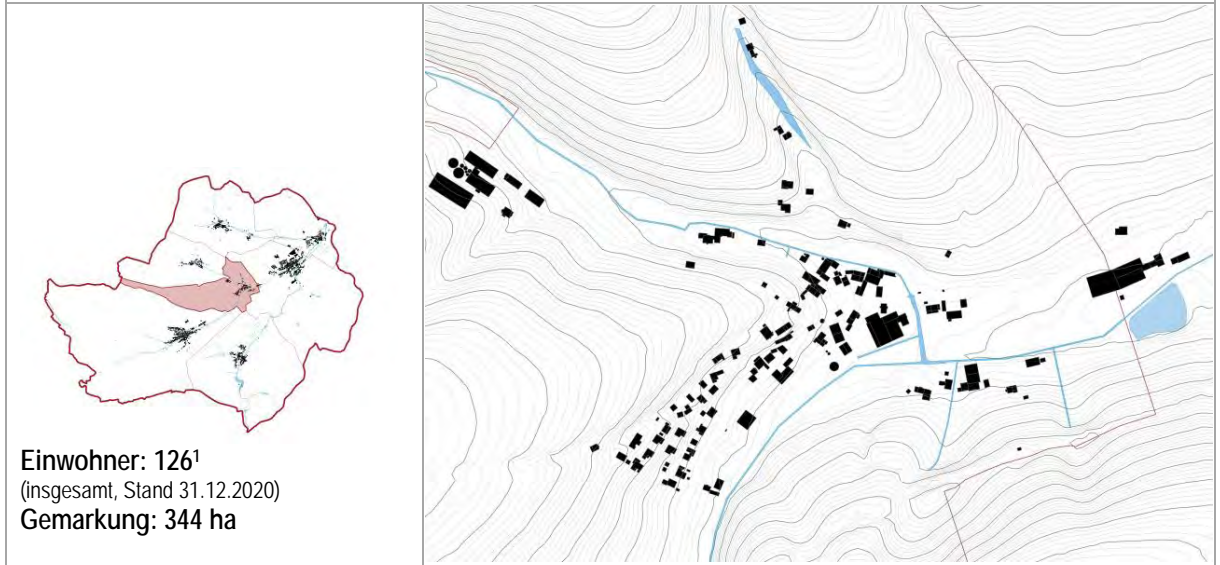 Einwohner: 126¹
(insgesamt, Stand 31.12.2020)
Gemarkung: 344 ha